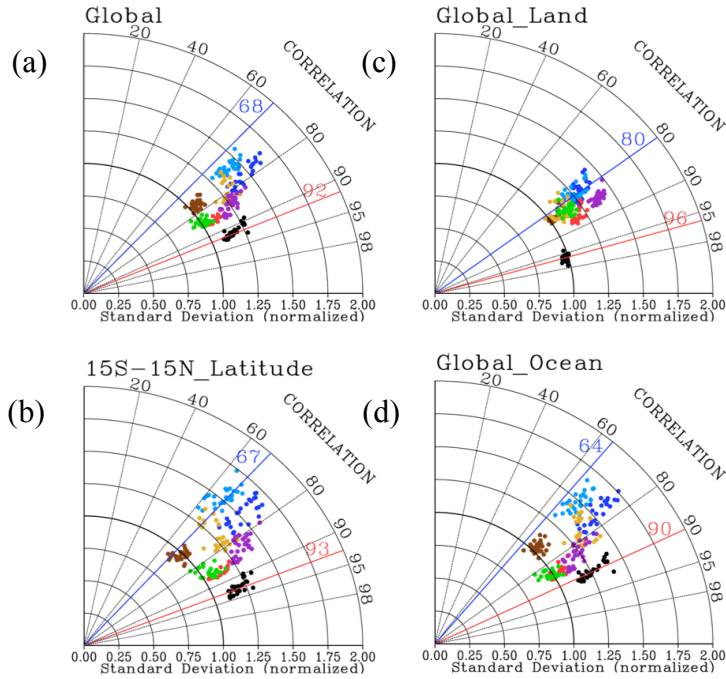 (a)
Global
20
40
60
80
90
95
98
CORRELATION
68
92
0.00 0.25 0.50 0.75 1.00 1.25 1.50 1.75 2.00
Standard Deviation (normalized)
(c)
Global_Land
20
40
60
80
90
95
98
CORRELATION
80
96
0.00 0.25 0.50 0.75 1.00 1.25 1.50 1.75 2.00
Standard Deviation (normalized)
(b)
15S-15N_Latitude
20
40
60
80
90
95
98
CORRELATION
67
93
0.00 0.25 0.50 0.75 1.00 1.25 1.50 1.75 2.00
Standard Deviation (normalized)
(d)
Global_Ocean
20
40
60
80
90
95
98
CORRELATION
64
90
0.00 0.25 0.50 0.75 1.00 1.25 1.50 1.75 2.00
Standard Deviation (normalized)